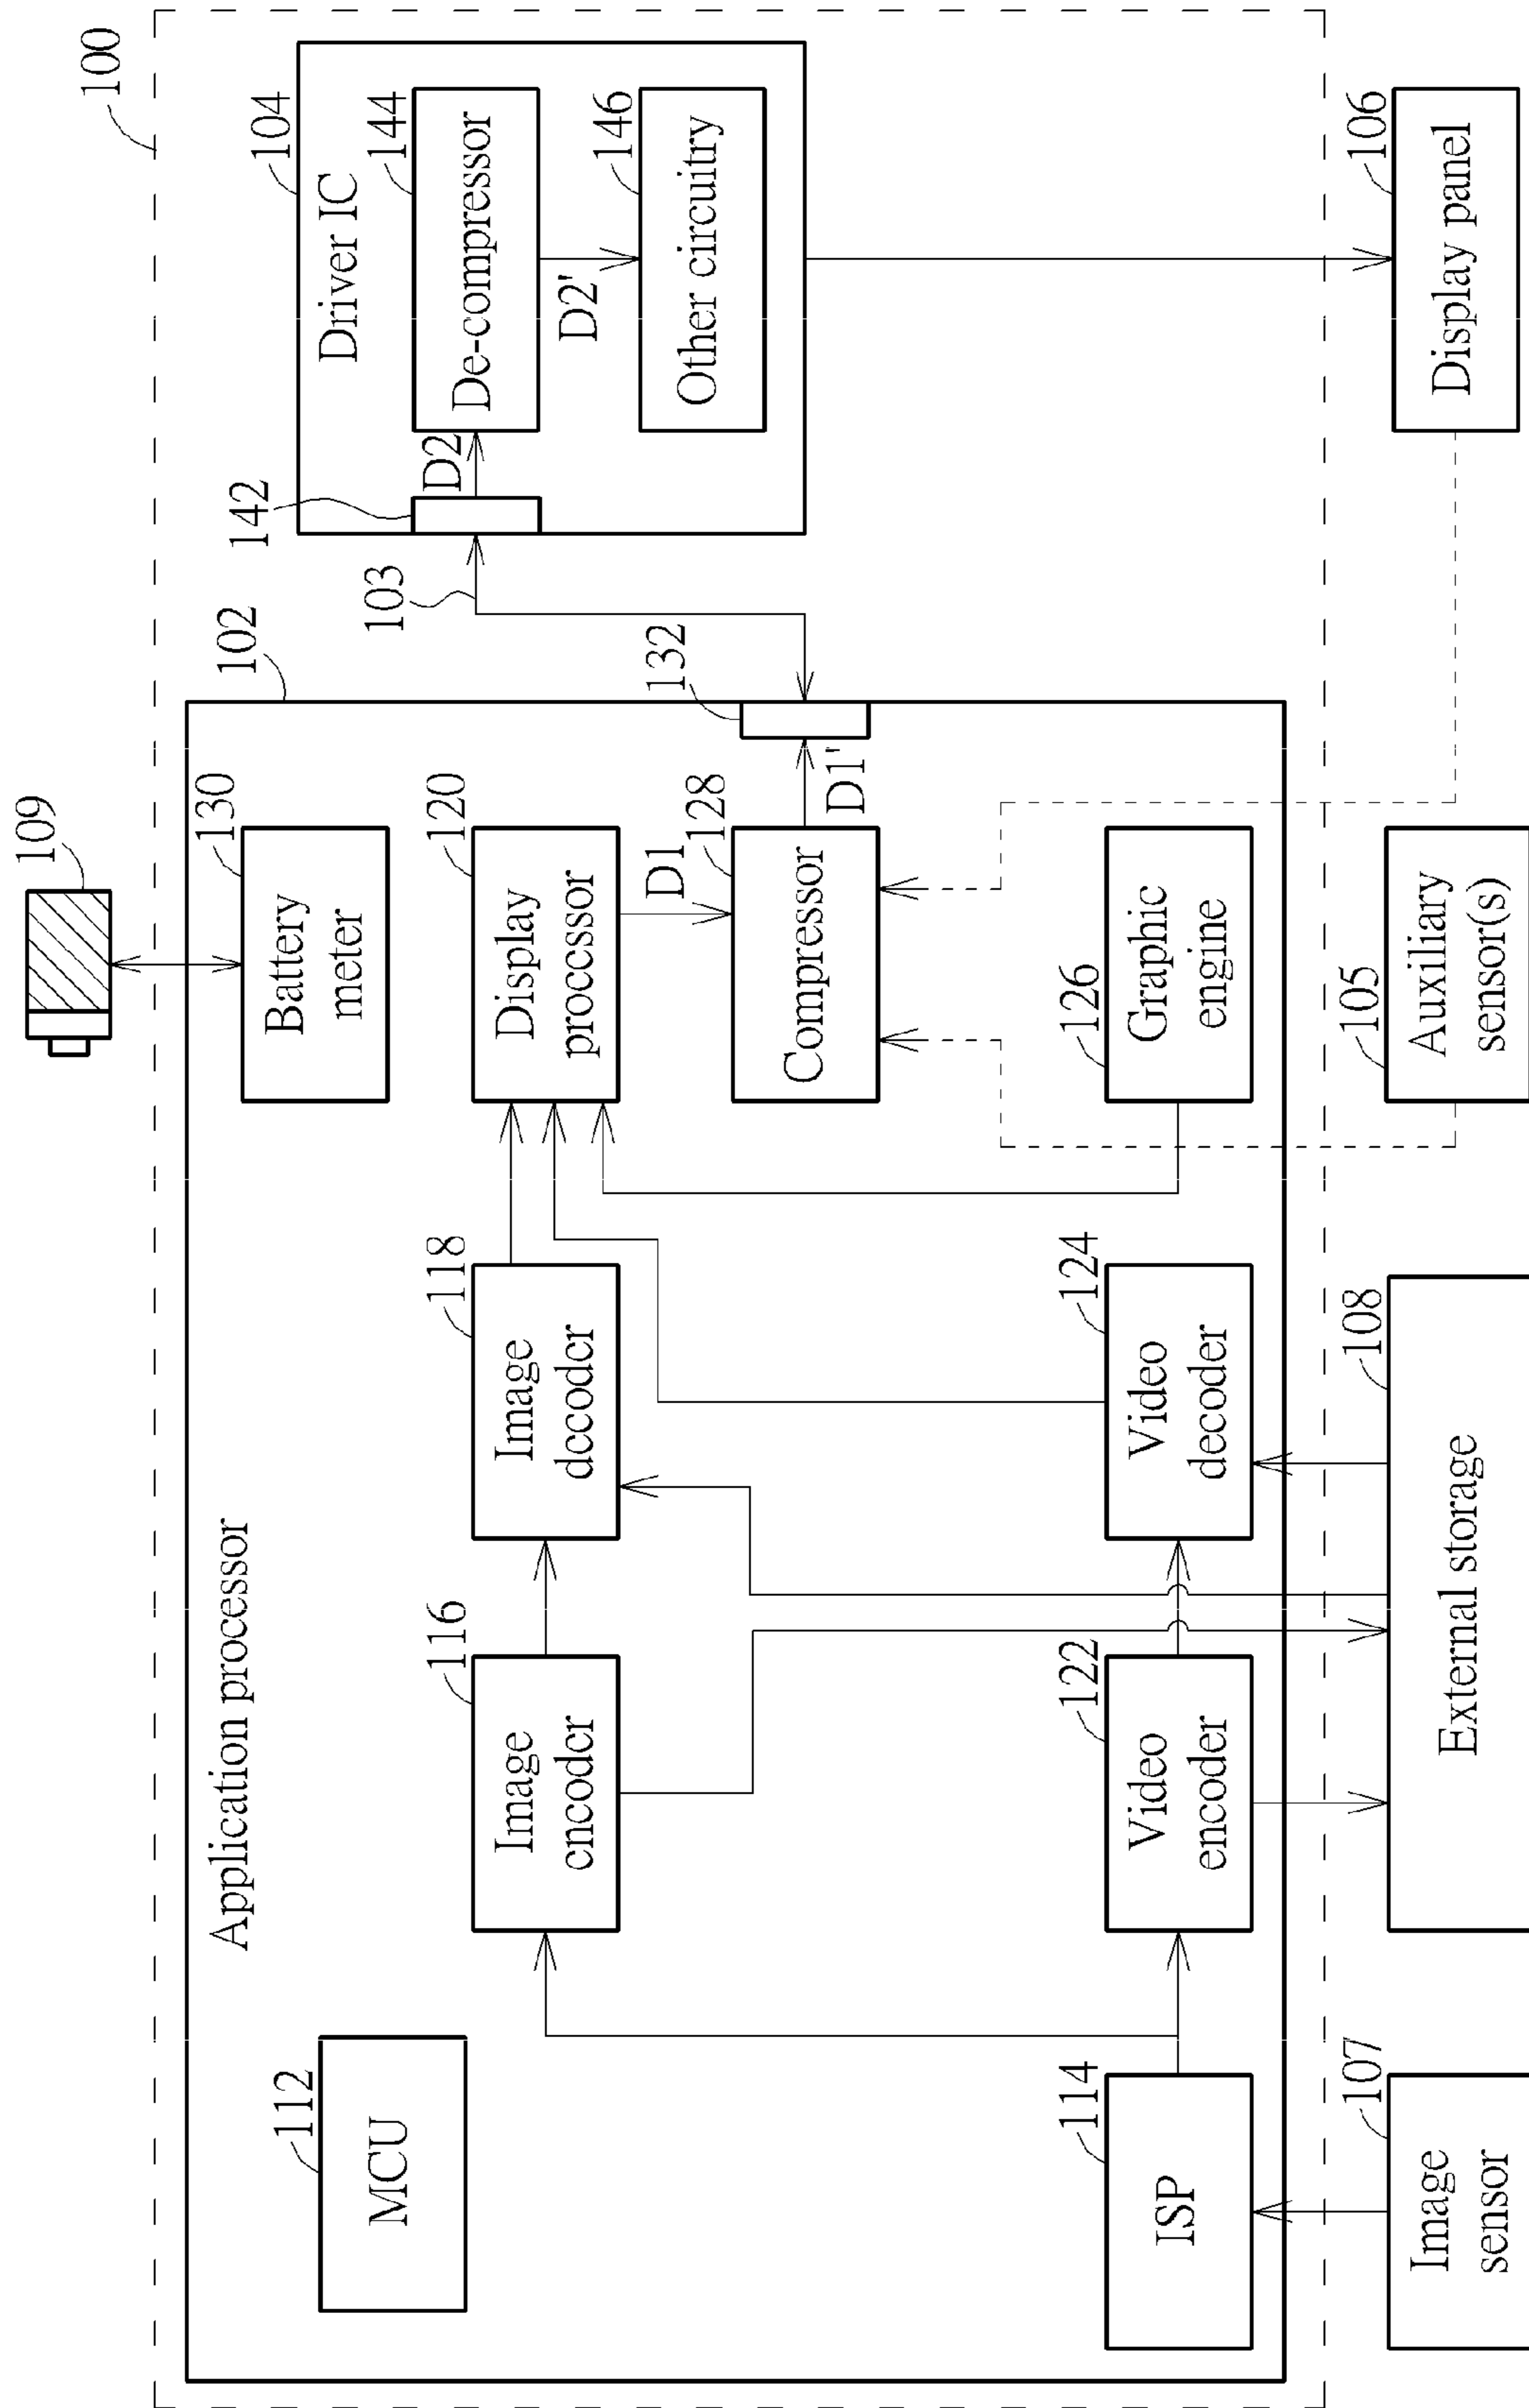 100
109
102
Application processor
112
MCU
130
Battery
meter
116
Image
encoder
118
Image
decoder
120
Display
processor
D1
128
Compressor
D1'
132
103
142
104
Driver IC
D2
144
De-compressor
D2'
146
Other circuitry
114
ISP
122
Video
encoder
124
Video
decoder
126
Graphic
engine
107
Image
sensor
108
External storage
105
Auxiliary
sensor(s)
106
Display panel